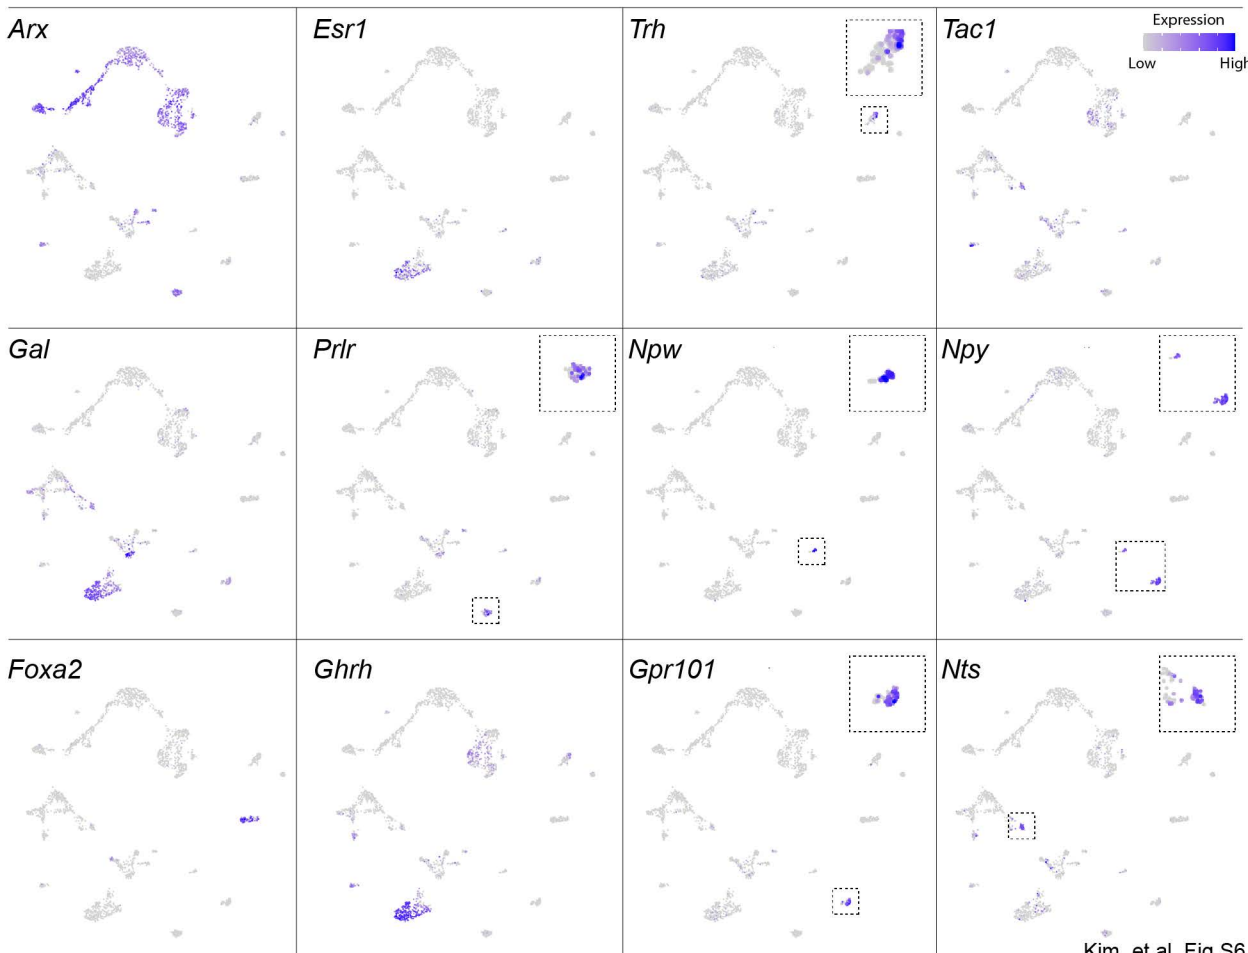 Arx
Esr1
Trh
Tac1
Expression
Low High
Gal
Prlr
Npw
Npy
Foxa2
Ghrh
Gpr101
Nts
Kim, et al. Fig S6